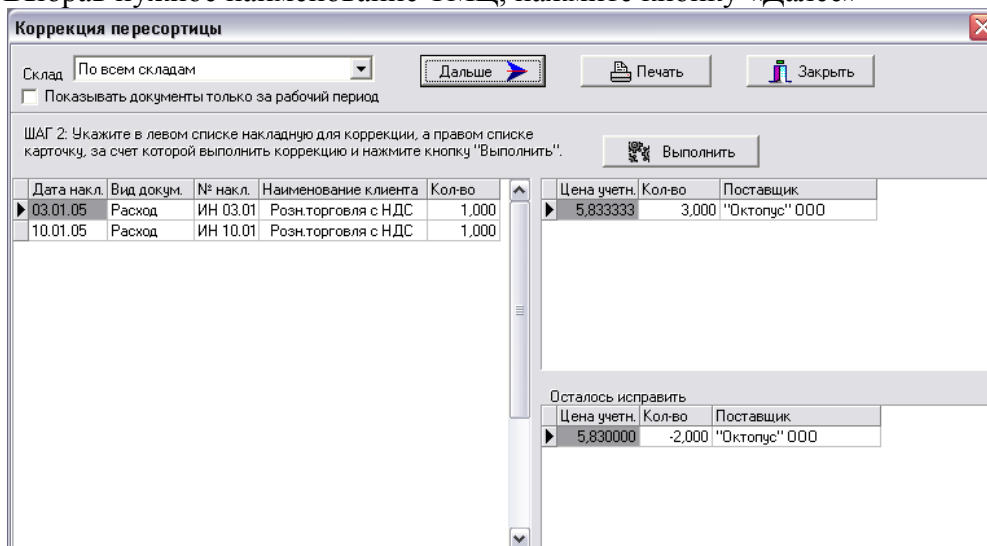 Коррекция пересортицы
Склад По всем складам Дальше Печать Закрыть
Показывать документы только за рабочий период
ШАГ 2: Укажите в левом списке накладную для коррекции, а правом списке
карточку, за счет которой выполнить коррекцию и нажмите кнопку "Выполнить".
Выполнить
Дата накл. Вид докум. № накл. Наименование клиента Кол-во
03.01.05 Расход ИН 03.01 Розн.торговля с НДС 1,000
10.01.05 Расход ИН 10.01 Розн.торговля с НДС 1,000
Цена учетн. Кол-во Поставщик
5,833333 3,000 "Октопус" ООО
Осталось исправить
Цена учетн. Кол-во Поставщик
5,830000 -2,000 "Октопус" ООО